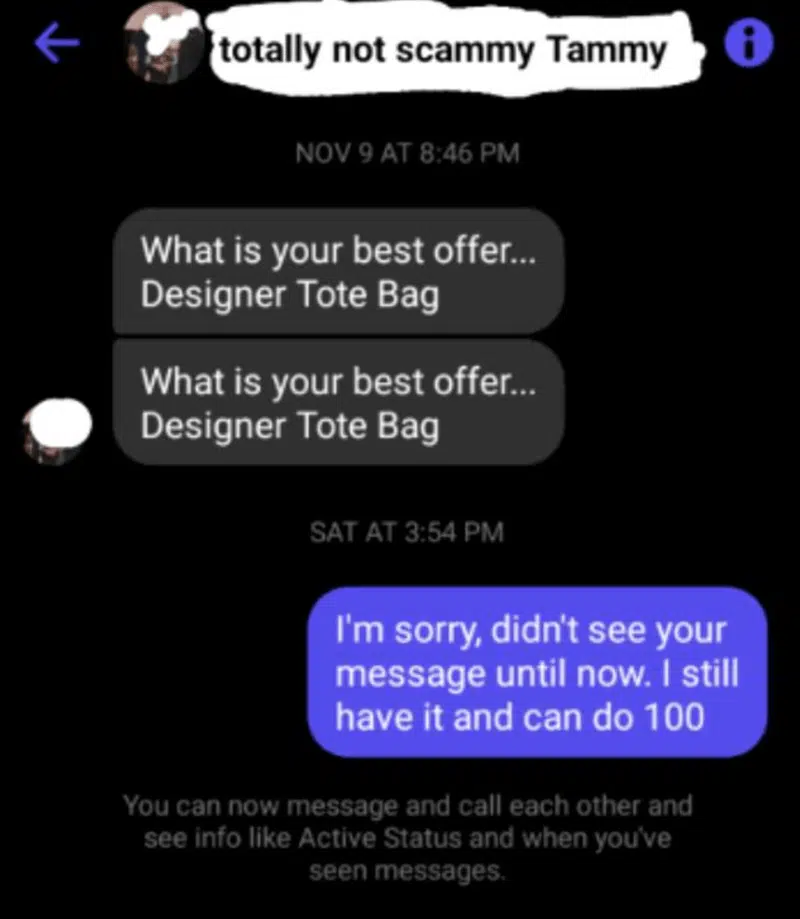 totally not scammy Tammy
NOV 9 AT 8:46 PM
What is your best offer...
Designer Tote Bag
What is your best offer...
Designer Tote Bag
SAT AT 3:54 PM
I'm sorry, didn't see your
message until now. I still
have it and can do 100
You can now message and call each other and
see info like Active Status and when you've
seen messages.